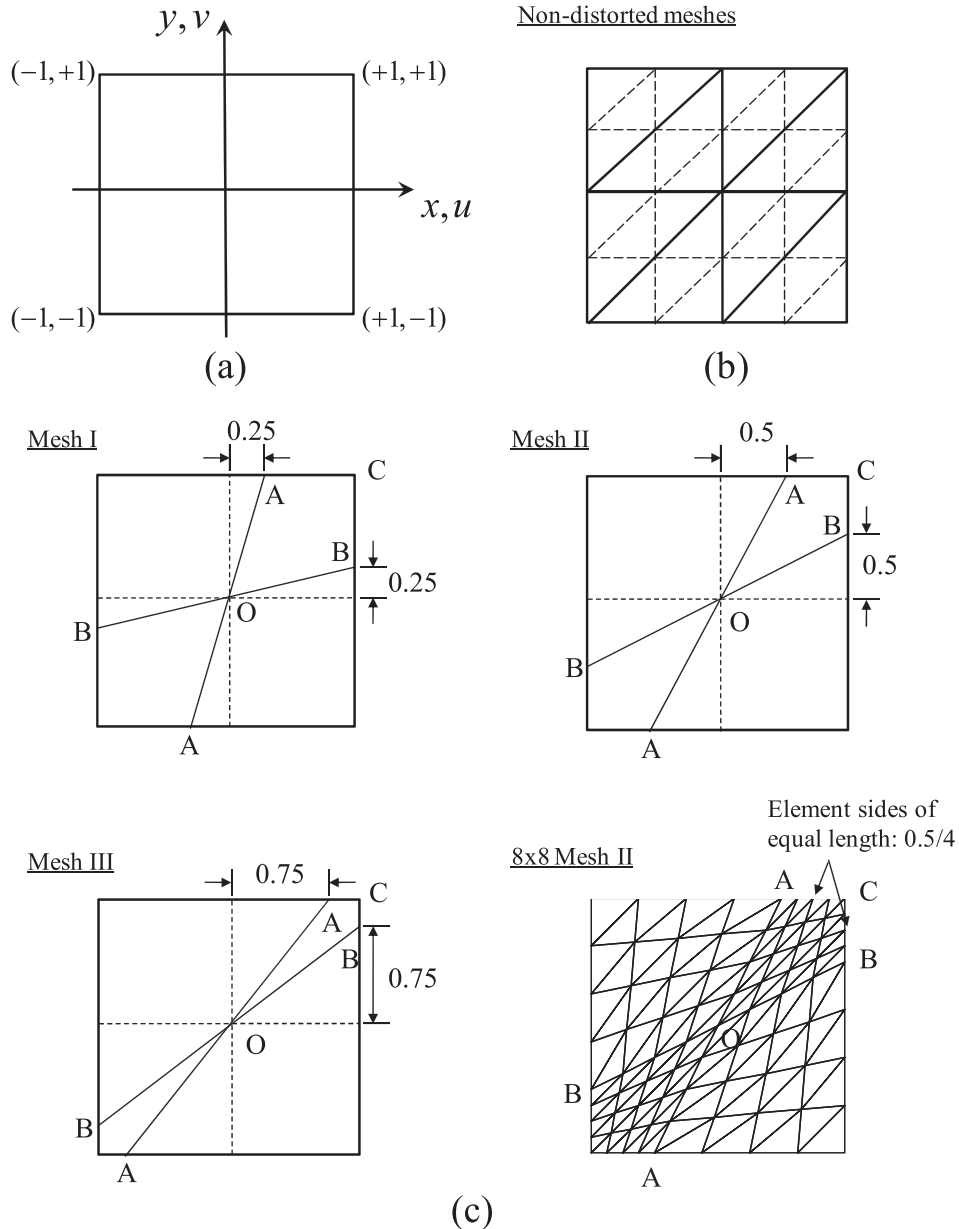 y, v
Non-distorted meshes
(−1,+1)
(+1,+1)
x, u
(−1,−1)
(+1,−1)
(a)
(b)
Mesh I
0.25
C
A
B
0.25
O
B
A
Mesh II
0.5
C
A
B
0.5
O
B
A
Element sides of
equal length: 0.5/4
Mesh III
0.75
C
A
B
0.75
O
B
A
8x8 Mesh II
A
C
B
O
B
A
(c)